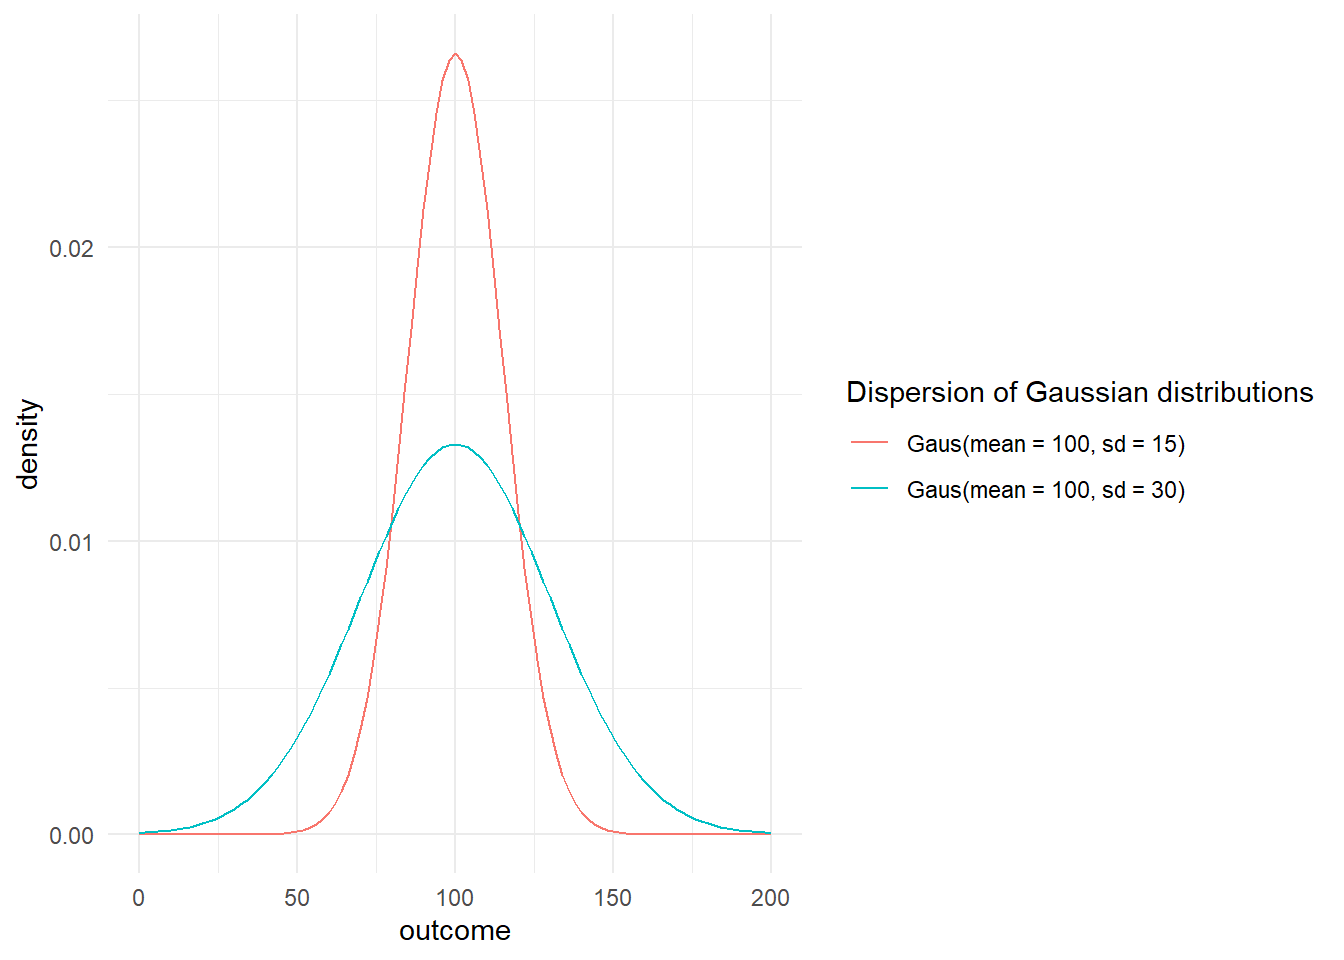 0.02
0.01
0.00
density
0 50 100 150 200
outcome
Dispersion of Gaussian distributions
Gaus(mean = 100, sd = 15)
Gaus(mean = 100, sd = 30)